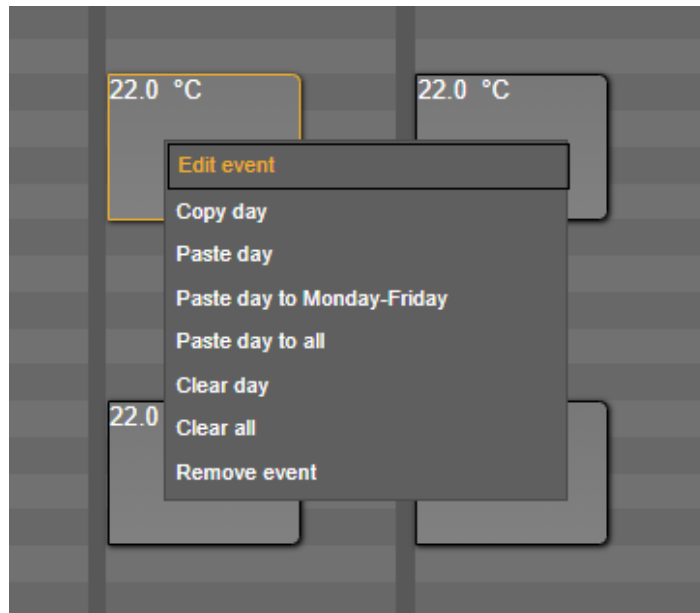 22.0 °C
22.0 °C
Edit event
Copy day
Paste day
Paste day to Monday-Friday
Paste day to all
Clear day
22.0
Clear all
Remove event